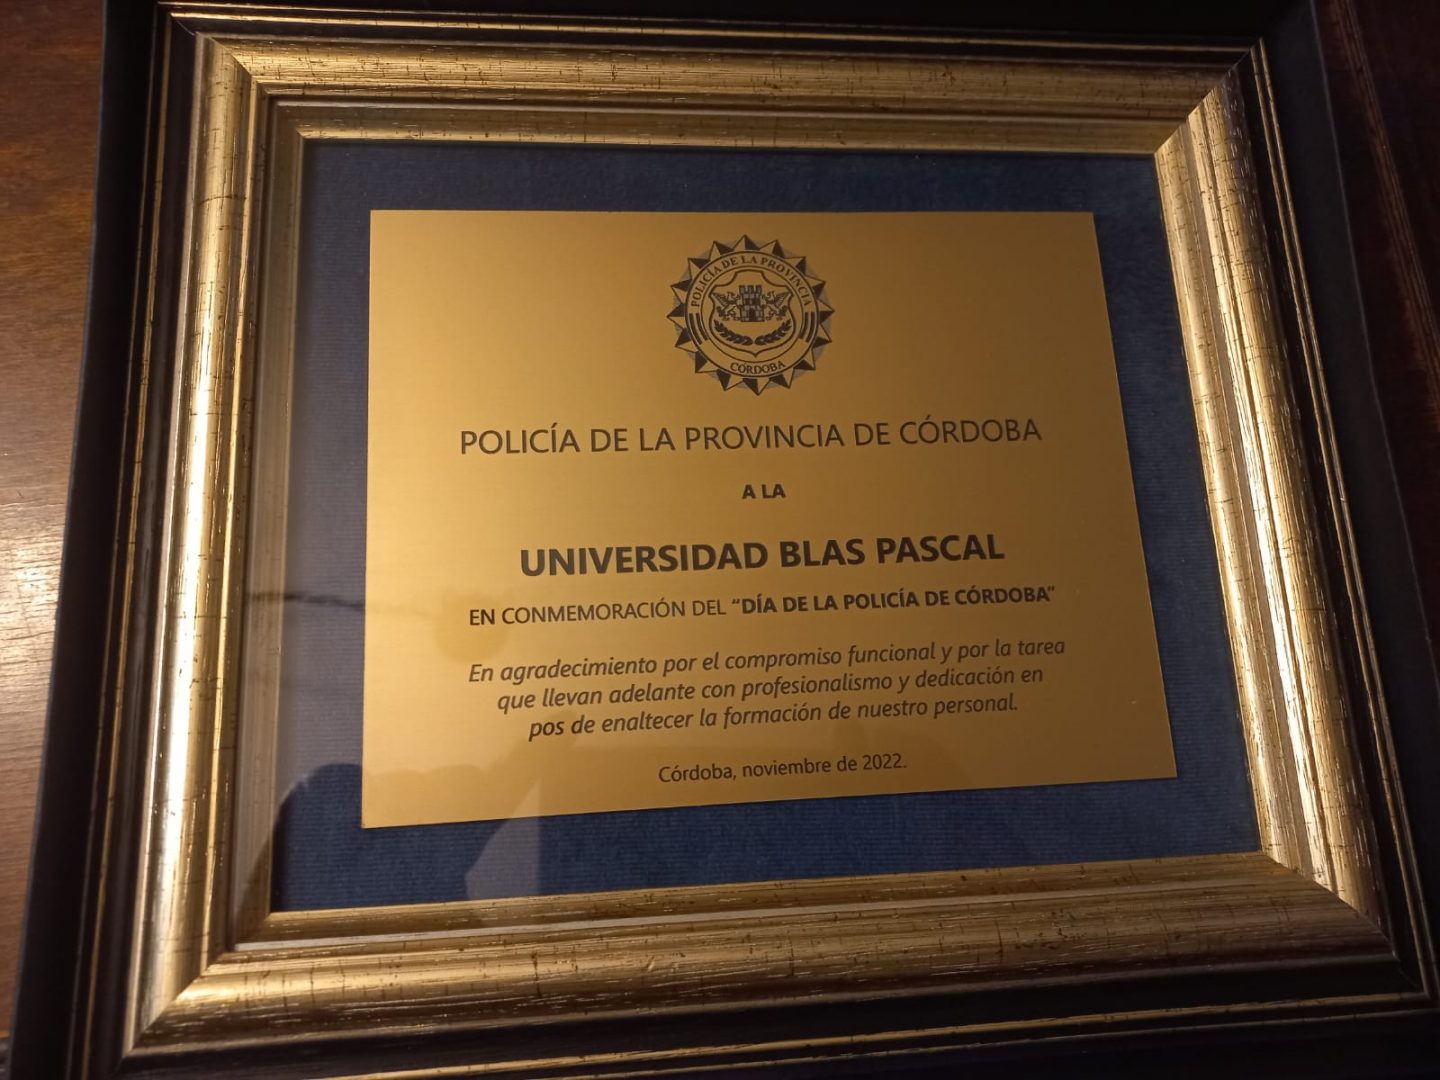 POLICÍA DE LA PROVINCIA
CÓRDOBA
POLICÍA DE LA PROVINCIA DE CÓRDOBA
A LA
UNIVERSIDAD BLAS PASCAL
EN CONMEMORACIÓN DEL “DÍA DE LA POLICÍA DE CÓRDOBA”
En agradecimiento por el compromiso funcional y por la tarea
que llevan adelante con profesionalismo y dedicación en
pos de enaltecer la formación de nuestro personal.
Córdoba, noviembre de 2022.